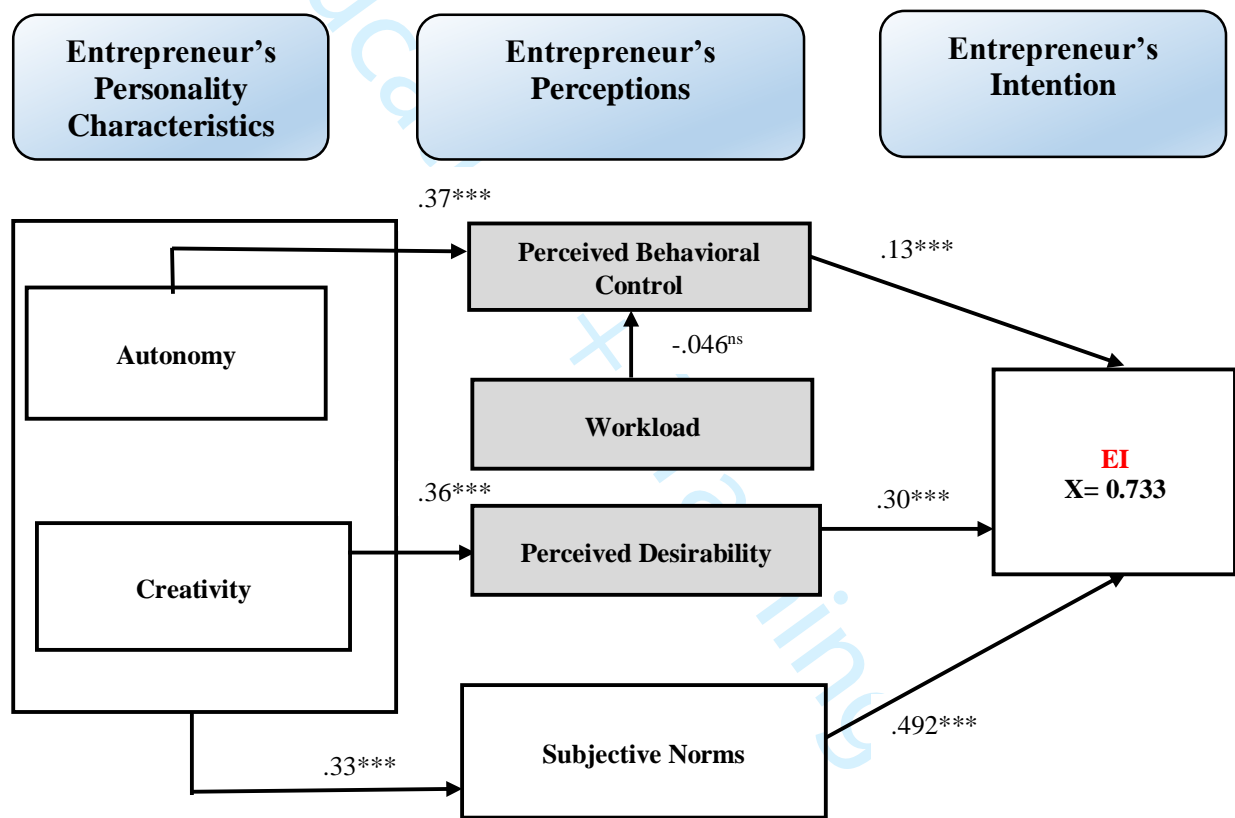 Entrepreneur's
Personality
Characteristics
Entrepreneur's
Perceptions
Entrepreneur's
Intention
.37***
Perceived Behavioral
Control
.13***
Autonomy
-.046ns
Workload
EI
X= 0.733
.36***
Perceived Desirability
.30***
Creativity
Subjective Norms
.492***
.33***